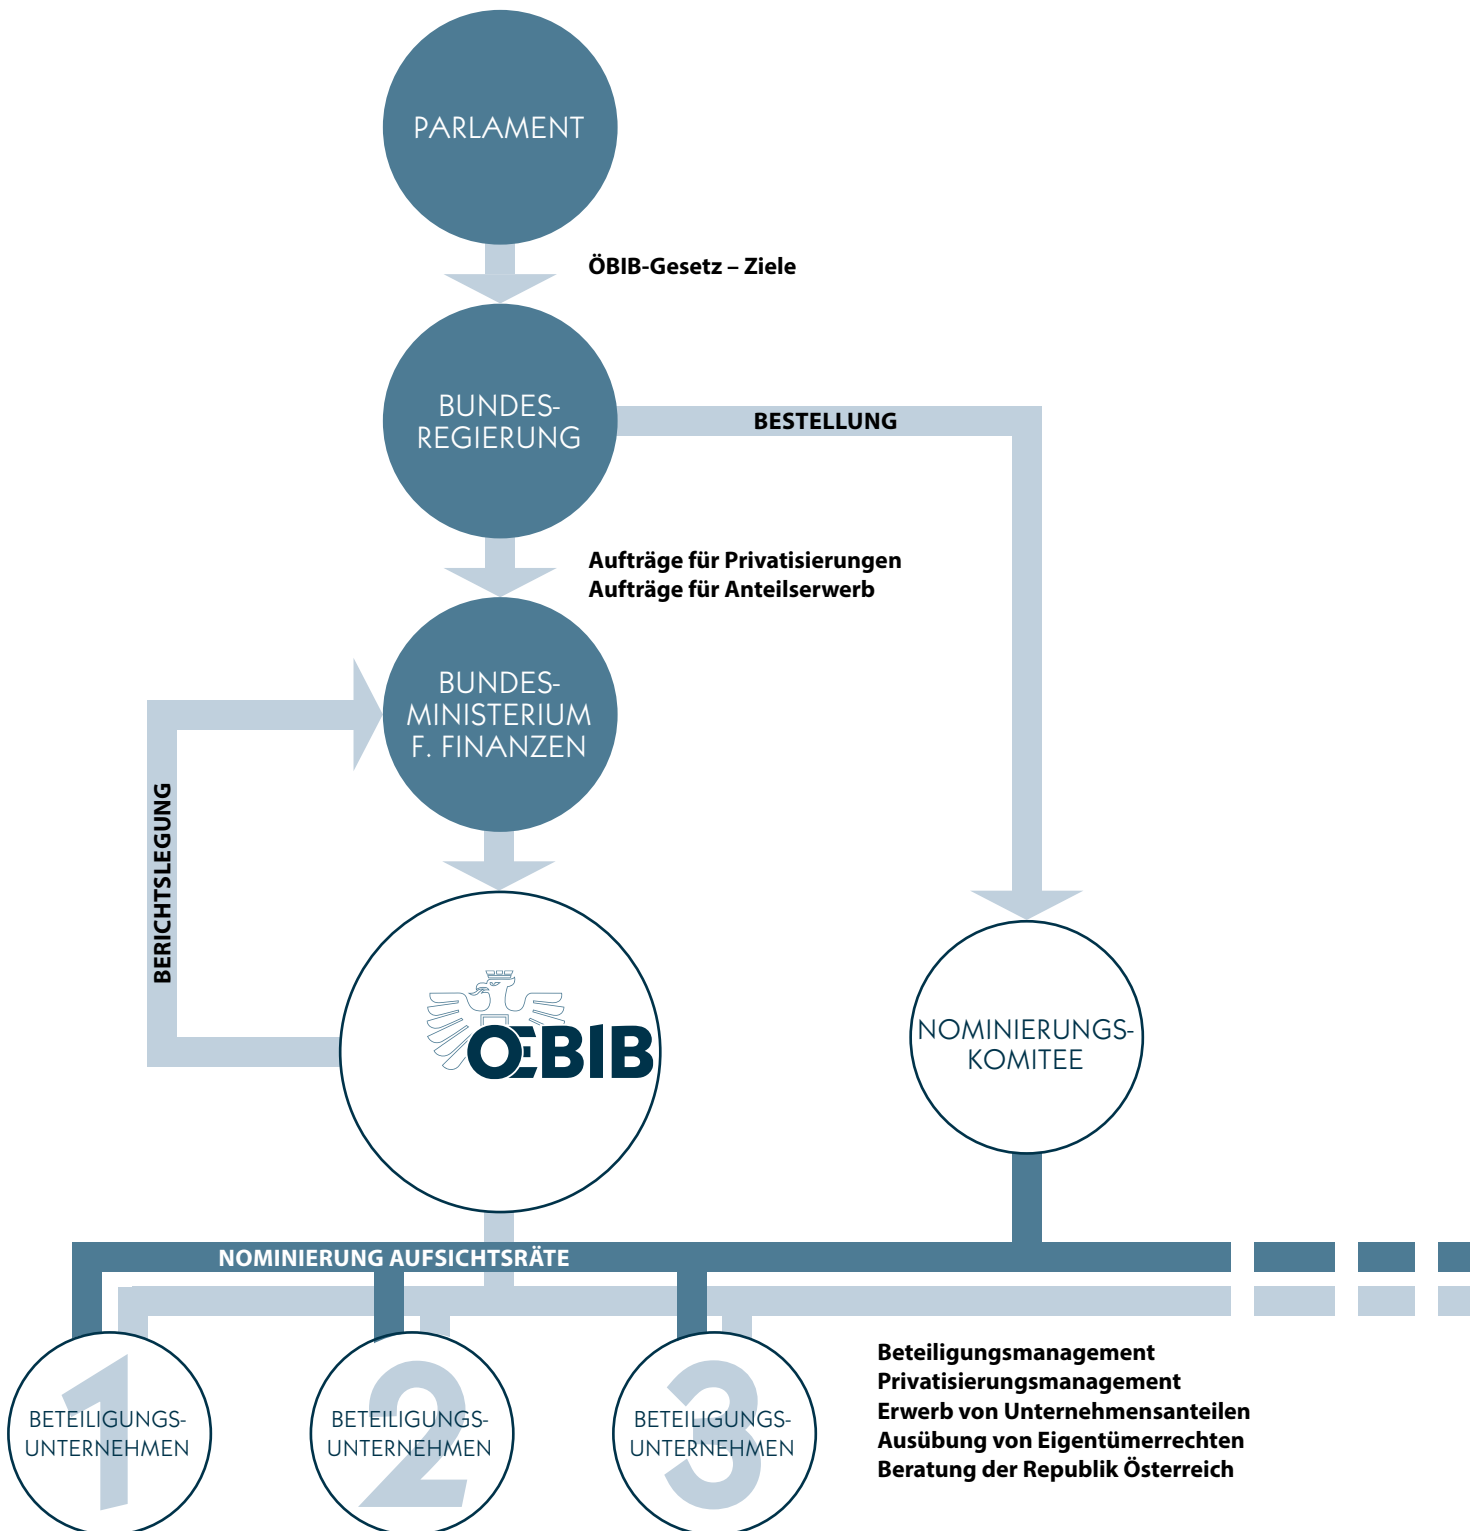 PARLAMENT
ÖBIB-Gesetz – Ziele
BUNDES-
REGIERUNG
BESTELLUNG
Aufträge für Privatisierungen
Aufträge für Anteilserwerb
BUNDES-
MINISTERIUM
F. FINANZEN
BERICHTSLEGUNG
OEBIB
NOMINIERUNGS-
KOMITEE
NOMINIERUNG AUFSICHTSRÄTE
1
BETEILIGUNGS-
UNTERNEHMEN
2
BETEILIGUNGS-
UNTERNEHMEN
3
BETEILIGUNGS-
UNTERNEHMEN
Beteiligungsmanagement
Privatisierungsmanagement
Erwerb von Unternehmensanteilen
Ausübung von Eigentümerrechten
Beratung der Republik Österreich